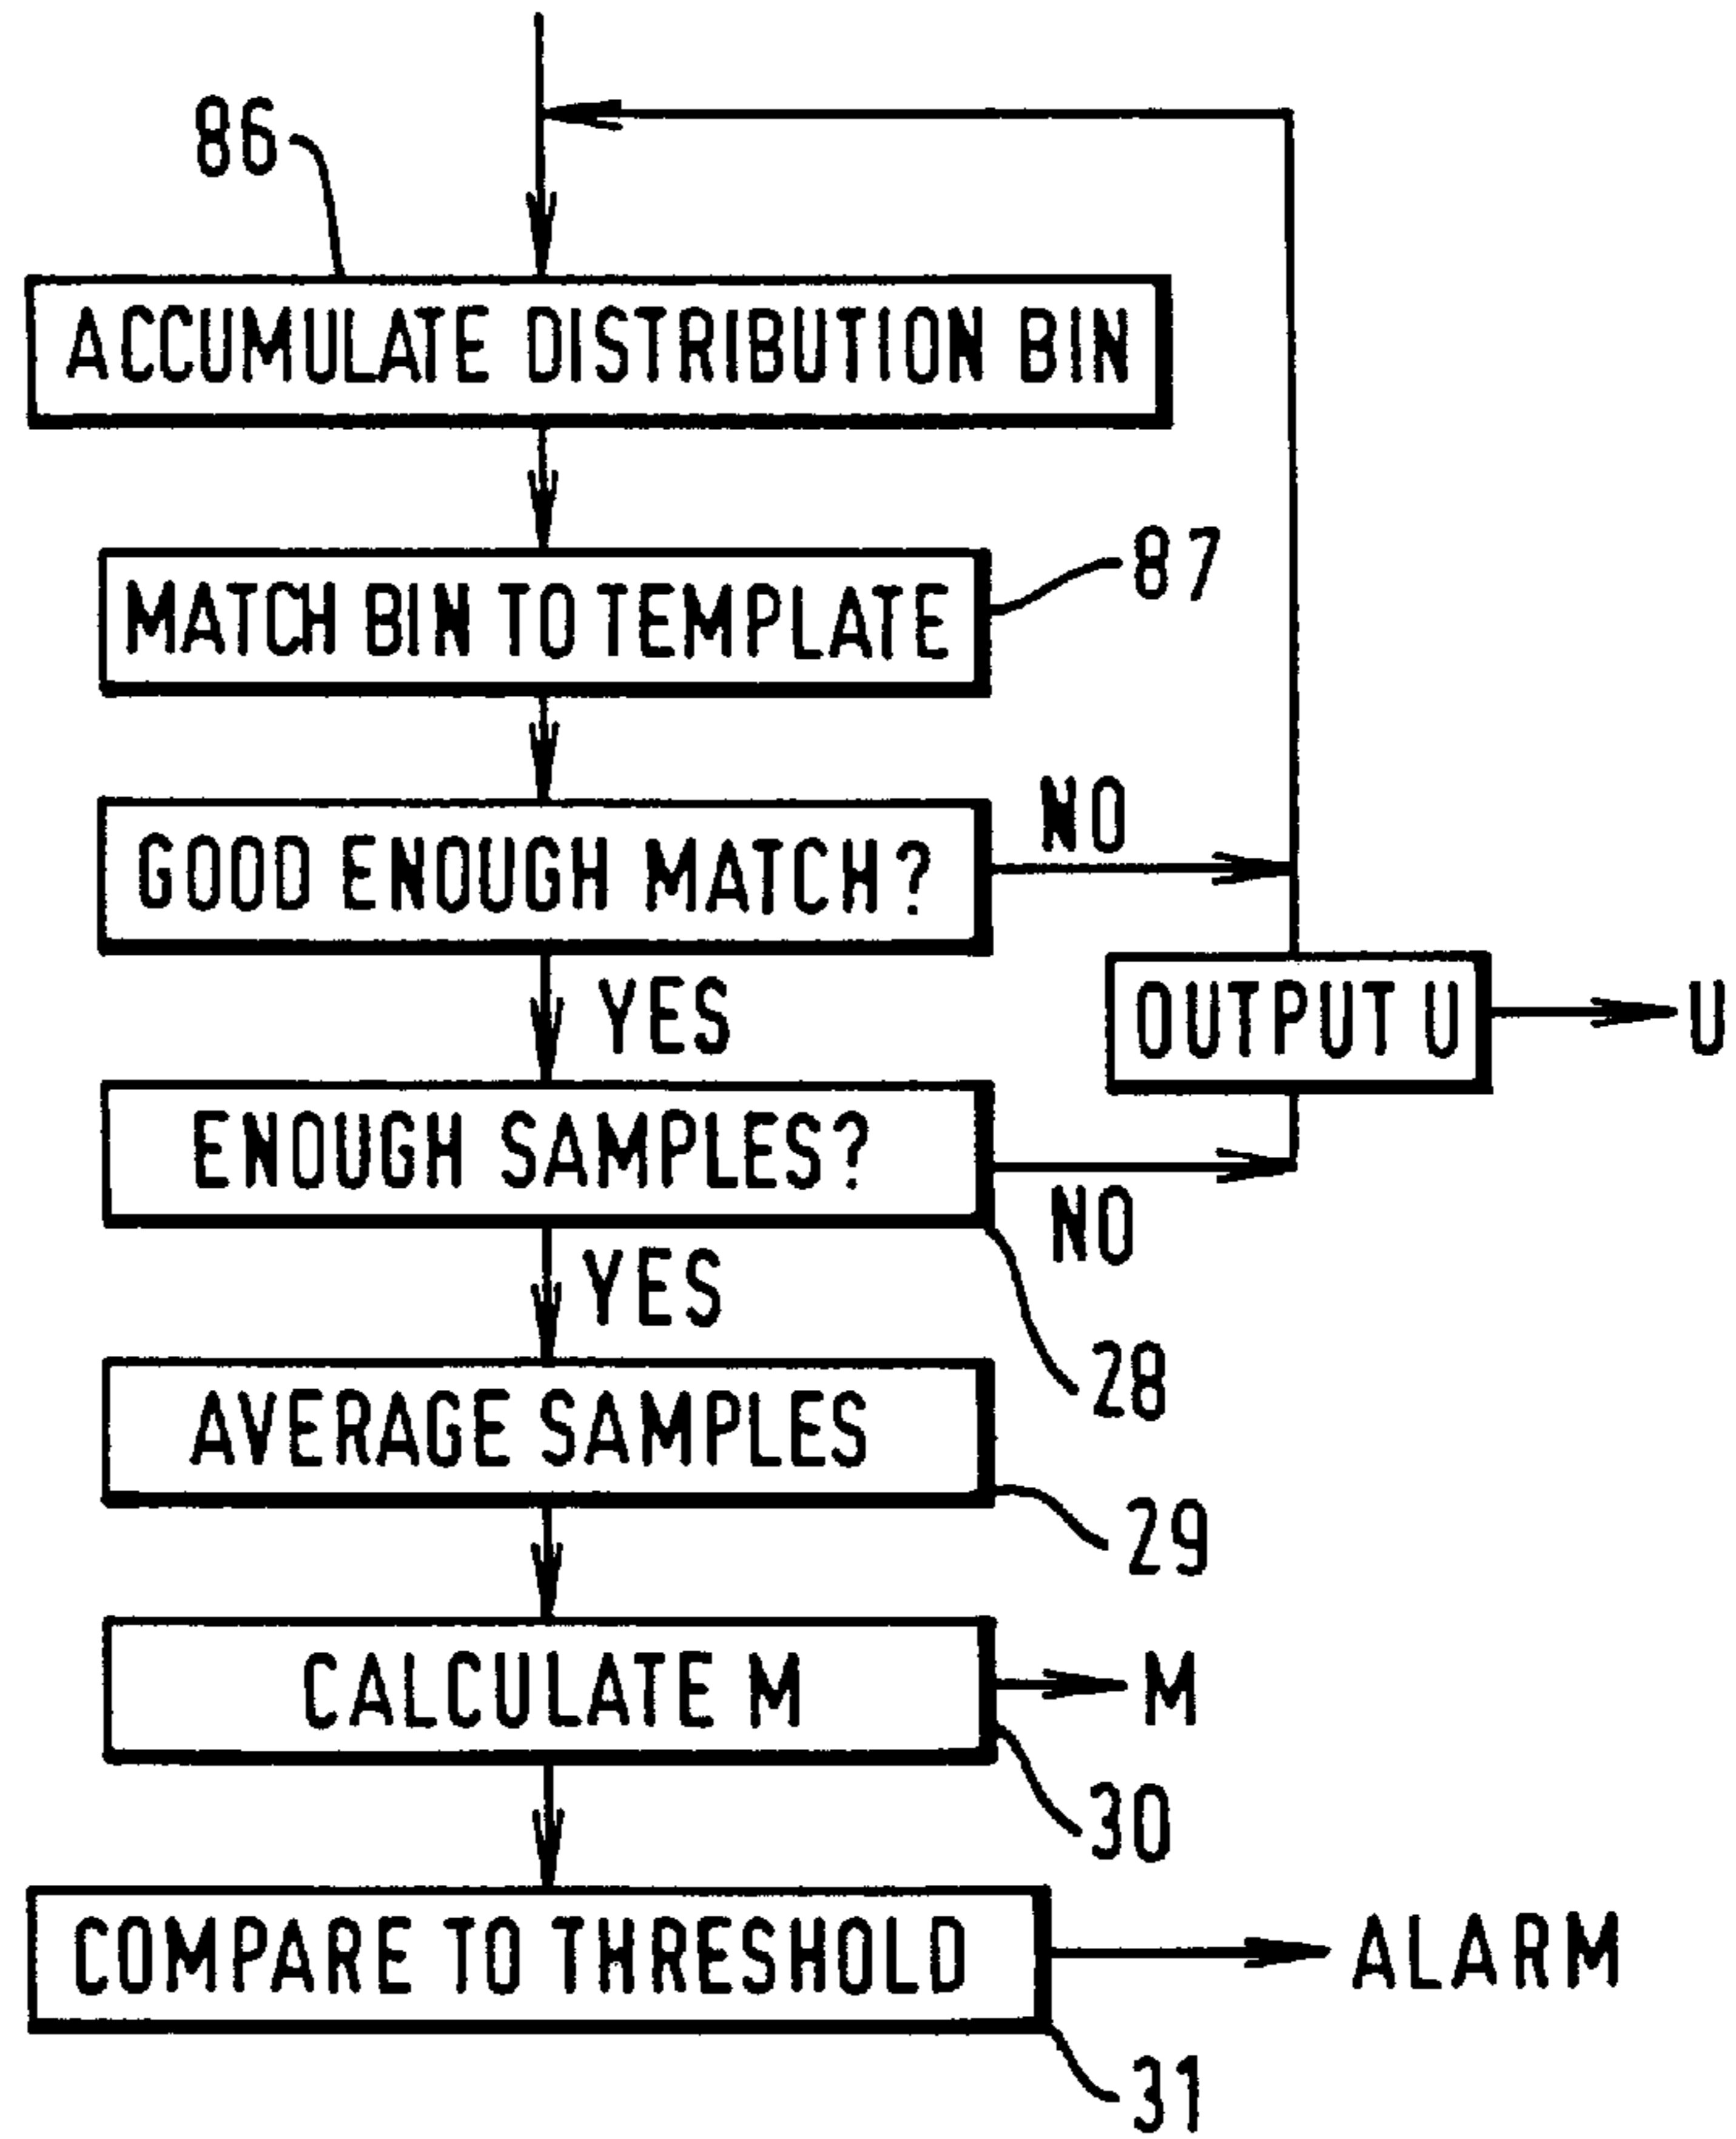 86
ACCUMULATE DISTRIBUTION BIN
87
MATCH BIN TO TEMPLATE
NO
GOOD ENOUGH MATCH?
YES
OUTPUT U
U
ENOUGH SAMPLES?
NO
YES
28
AVERAGE SAMPLES
29
CALCULATE M
M
30
COMPARE TO THRESHOLD
ALARM
31